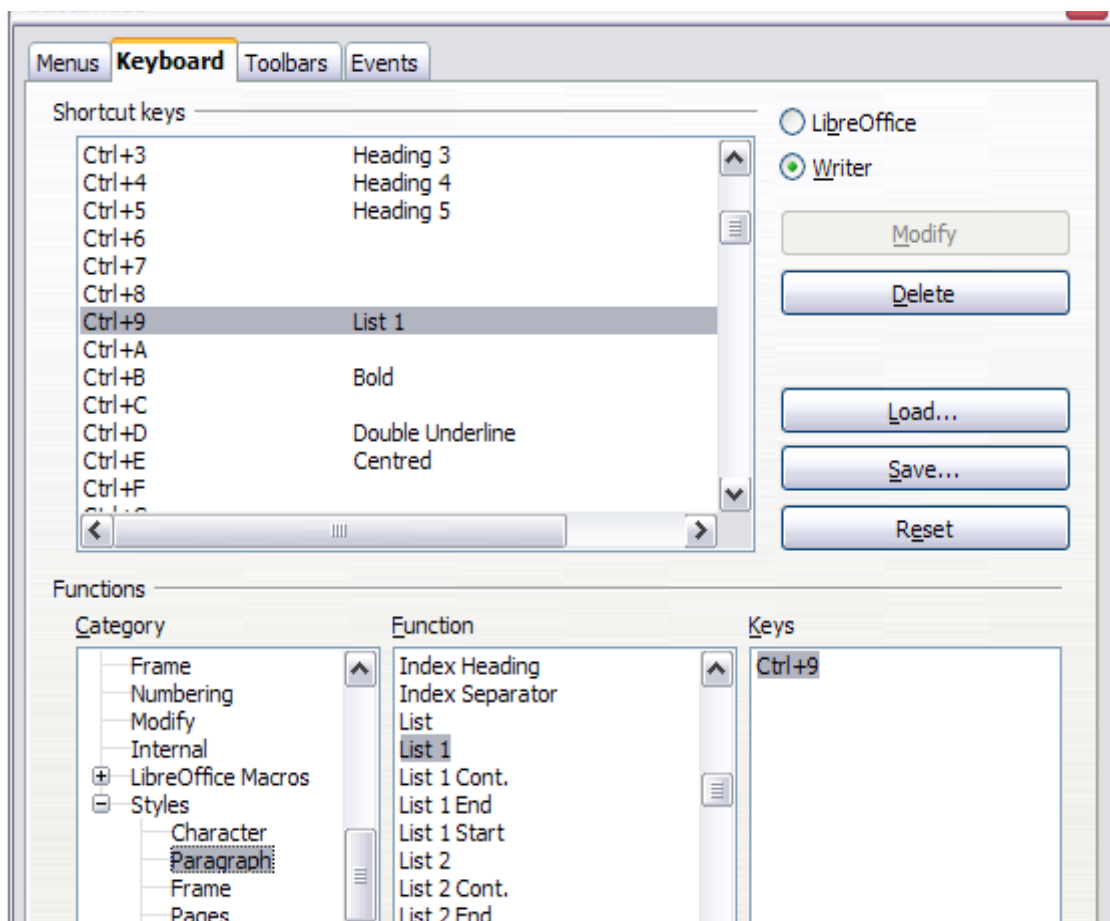 Menus Keyboard Toolbars Events
Shortcut keys
Ctrl+3 Heading 3
Ctrl+4 Heading 4
Ctrl+5 Heading 5
Ctrl+6
Ctrl+7
Ctrl+8
Ctrl+9 List 1
Ctrl+A
Ctrl+B Bold
Ctrl+C
Ctrl+D Double Underline
Ctrl+E Centred
Ctrl+F
LibreOffice
Writer
Modify
Delete
Load...
Save...
Reset
Functions
Category
Frame
Numbering
Modify
Internal
LibreOffice Macros
Styles
Character
Paragraph
Frame
Pages
Function
Index Heading
Index Separator
List
List 1
List 1 Cont.
List 1 End
List 1 Start
List 2
List 2 Cont.
List 2 End
Keys
Ctrl+9